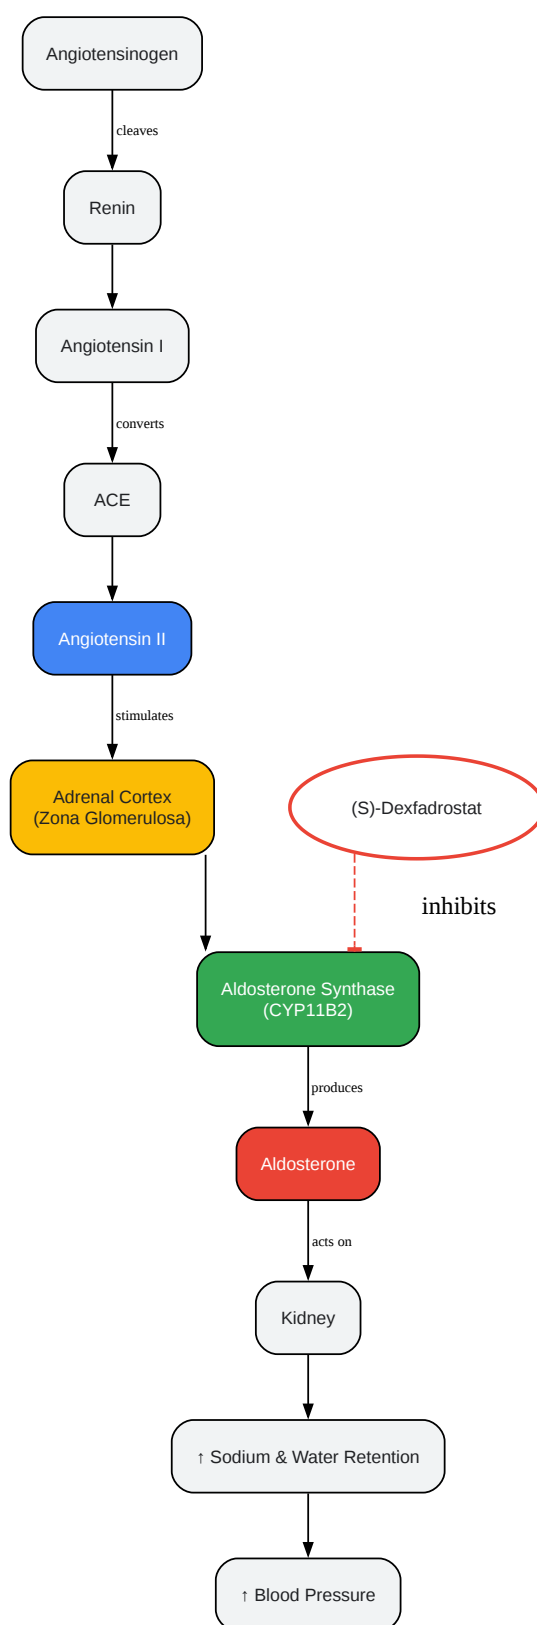 Angiotensinogen
cleaves
Renin
Angiotensin I
converts
ACE
Angiotensin II
stimulates
Adrenal Cortex
(Zona Glomerulosa)
(S)-Dexfadrostat
inhibits
Aldosterone Synthase
(CYP11B2)
produces
Aldosterone
acts on
Kidney
↑ Sodium & Water Retention
↑ Blood Pressure